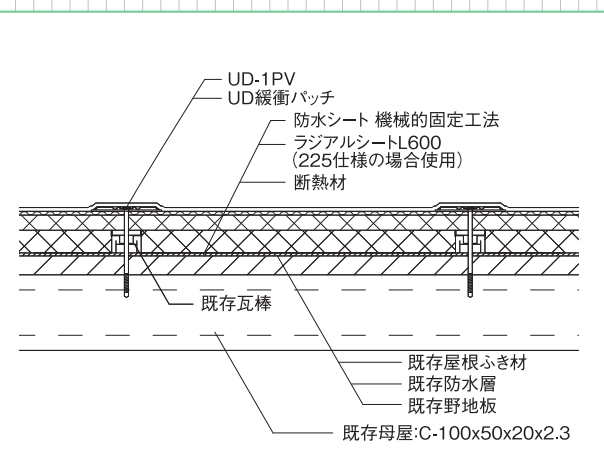 UD-1PV
UD緩衝パッチ
防水シート 機械的固定工法
ラジアルシートL600
(225仕様の場合使用)
断熱材
既存瓦棒
既存屋根ふき材
既存防水層
既存野地板
既存母屋:C-100x50x20x2.3